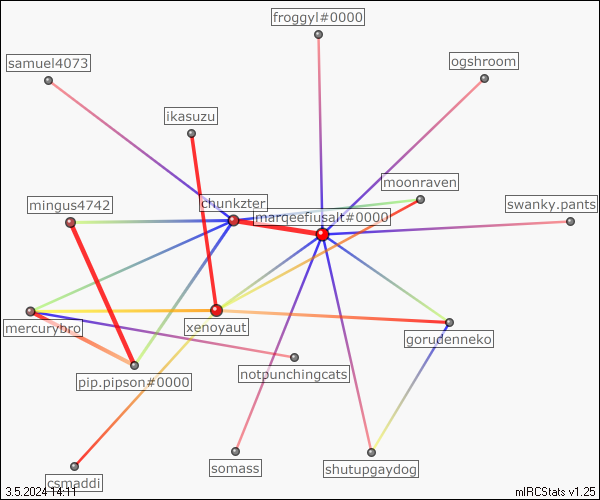 froggyl#0000
samuel4073
ogshroom
ikasuzu
moonraven
chunkzter
mingus4742
swanky.pants
marqeefiusalt#0000
mercurybro
xenoyaut
gorudenneko
notpunchingcats
pip.pipson#0000
somass
shutupgaydog
csmaddi
3.5.2024 14:11
mIRCStats v1.25